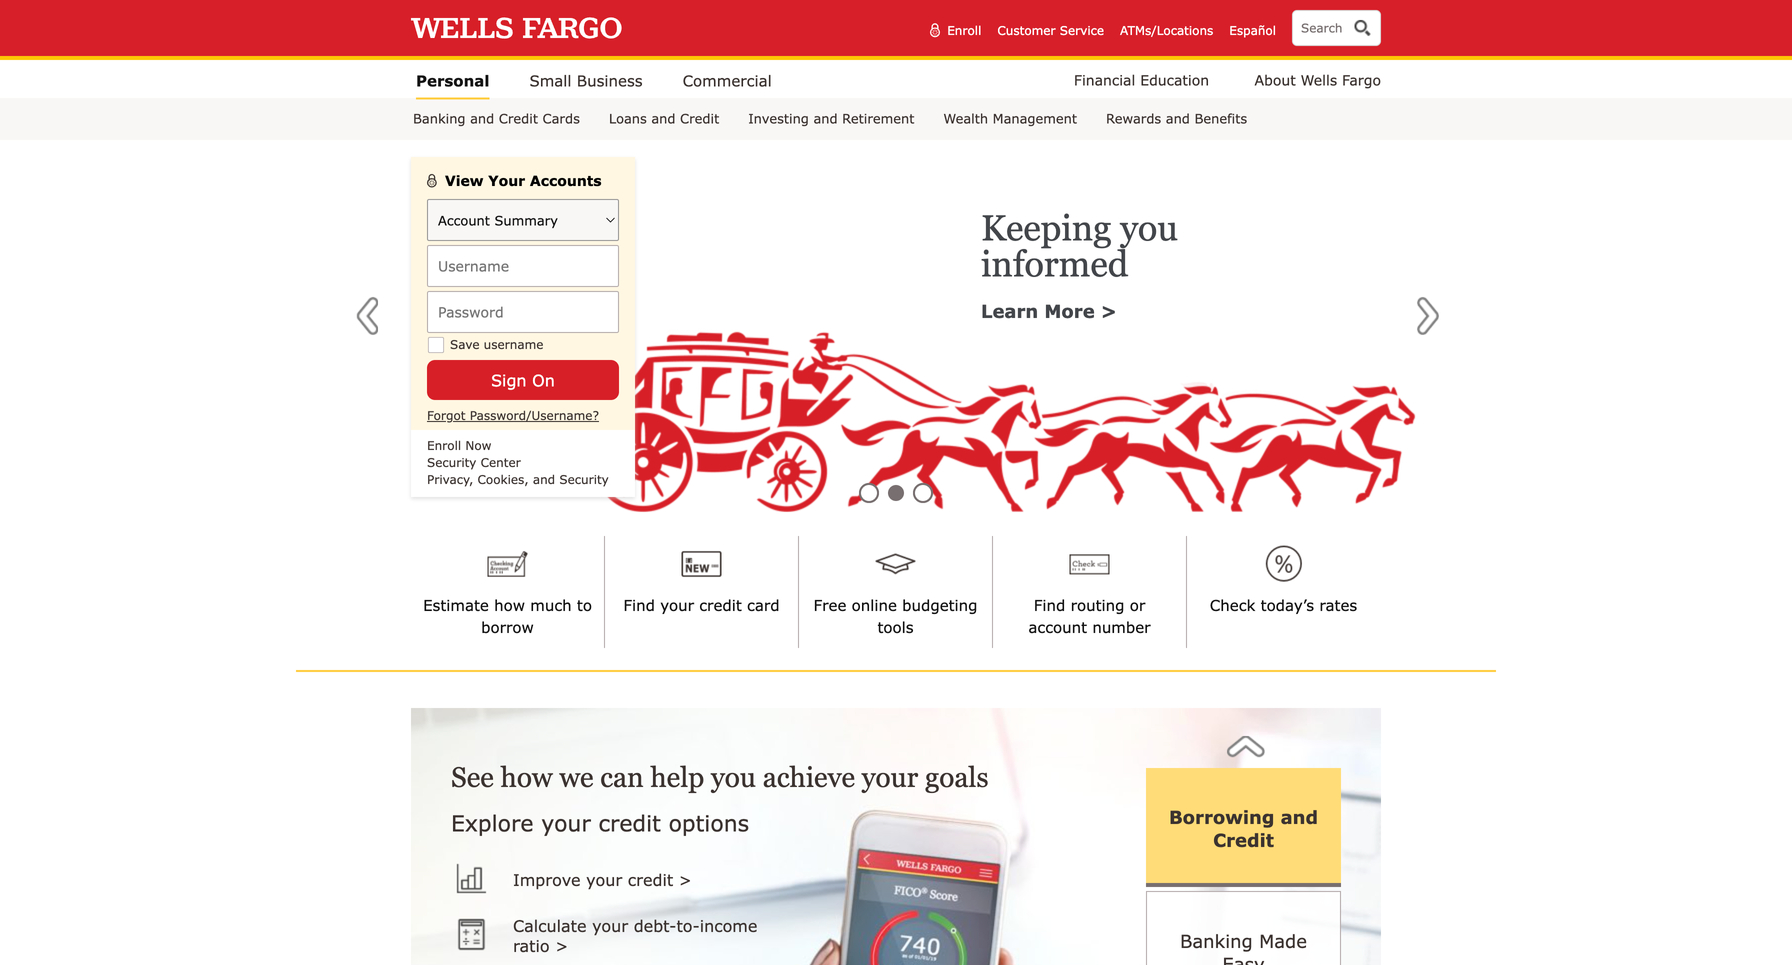 WELLS FARGO
Enroll
Customer Service
ATMs/Locations
Español
Search
Personal
Small Business
Commercial
Financial Education
About Wells Fargo
Banking and Credit Cards
Loans and Credit
Investing and Retirement
Wealth Management
Rewards and Benefits
View Your Accounts
Account Summary
Username
Password
Save username
Sign On
Forgot Password/Username?
Enroll Now
Security Center
Privacy, Cookies, and Security
Keeping you
informed
Learn More >
Checking
Account
Estimate how much to
borrow
NEW
Find your credit card
Free online budgeting
tools
Check
Find routing or
account number
%
Check today’s rates
See how we can help you achieve your goals
Explore your credit options
Improve your credit >
Calculate your debt-to-income
ratio >
WELLS FARGO
FICO® Score
740
Borrowing and
Credit
Banking Made
Easy